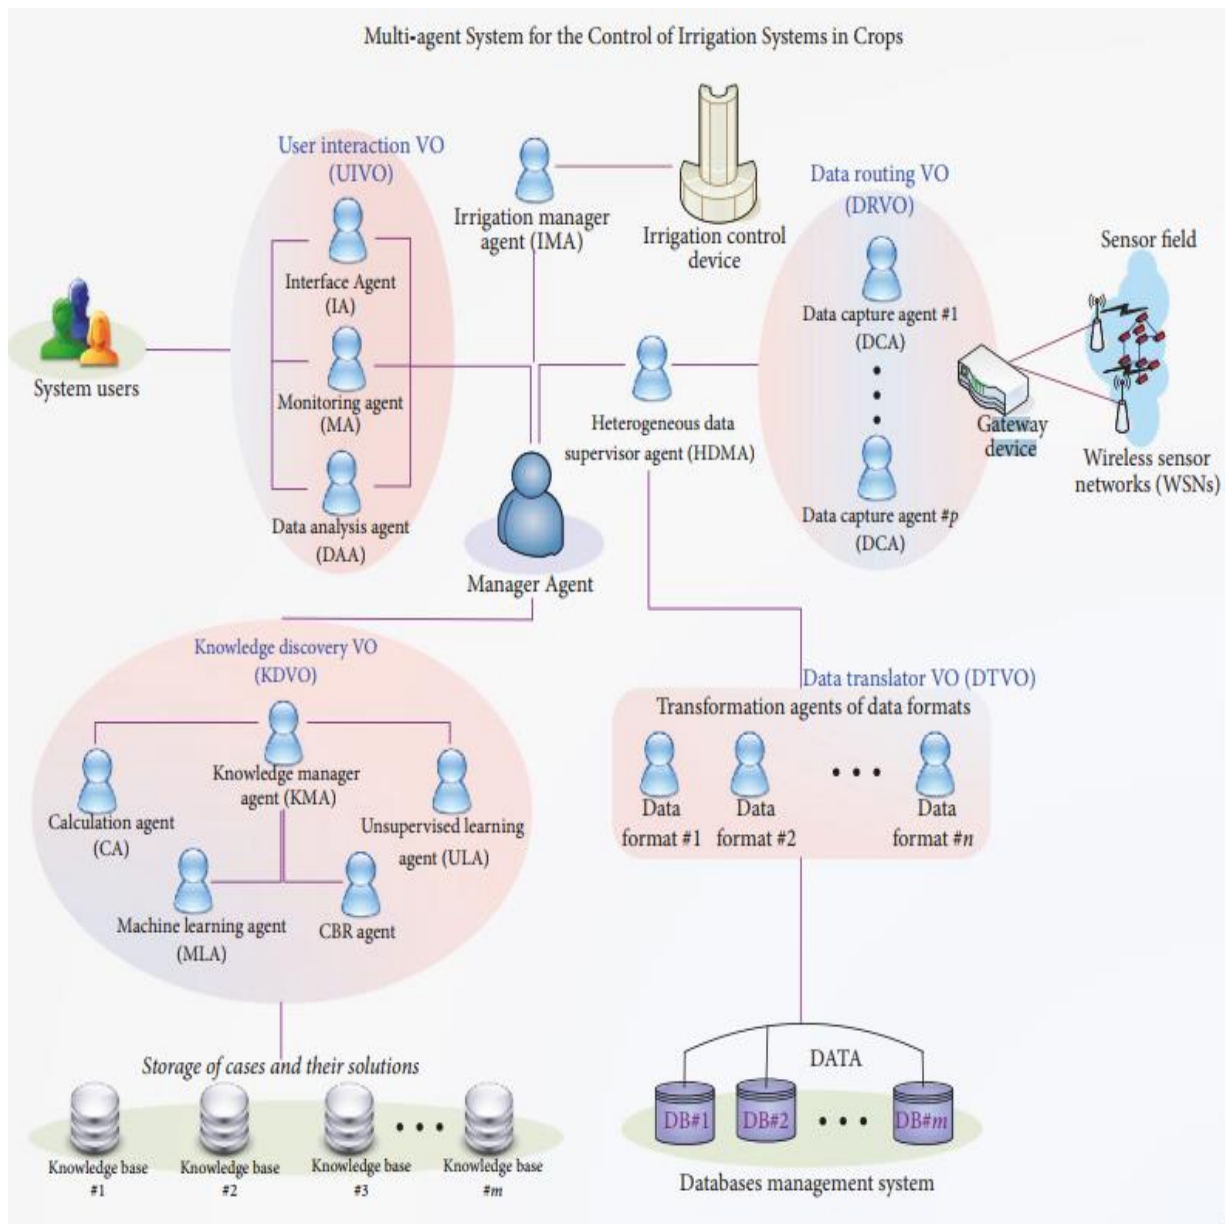 Multi-agent System for the Control of Irrigation Systems in Crops
User interaction VO
(UIVO)
Interface Agent
(IA)
Monitoring agent
(MA)
Data analysis agent
(DAA)
System users
Irrigation manager
agent (IMA)
Irrigation control
device
Data routing VO
(DRVO)
Data capture agent #1
(DCA)
Data capture agent #p
(DCA)
Sensor field
Gateway
device
Wireless sensor
networks (WSNs)
Heterogeneous data
supervisor agent (HDMA)
Manager Agent
Knowledge discovery VO
(KDVO)
Knowledge manager
agent (KMA)
Calculation agent
(CA)
Unsupervised learning
agent (ULA)
Machine learning agent
(MLA)
CBR agent
Data translator VO (DTVO)
Transformation agents of data formats
Data
format #1
Data
format #2
• • •
Data
format #n
Storage of cases and their solutions
Knowledge base
#1
Knowledge base
#2
Knowledge base
#3
• • •
Knowledge base
#m
DATA
DB#1
DB#2
• • •
DB#m
Databases management system